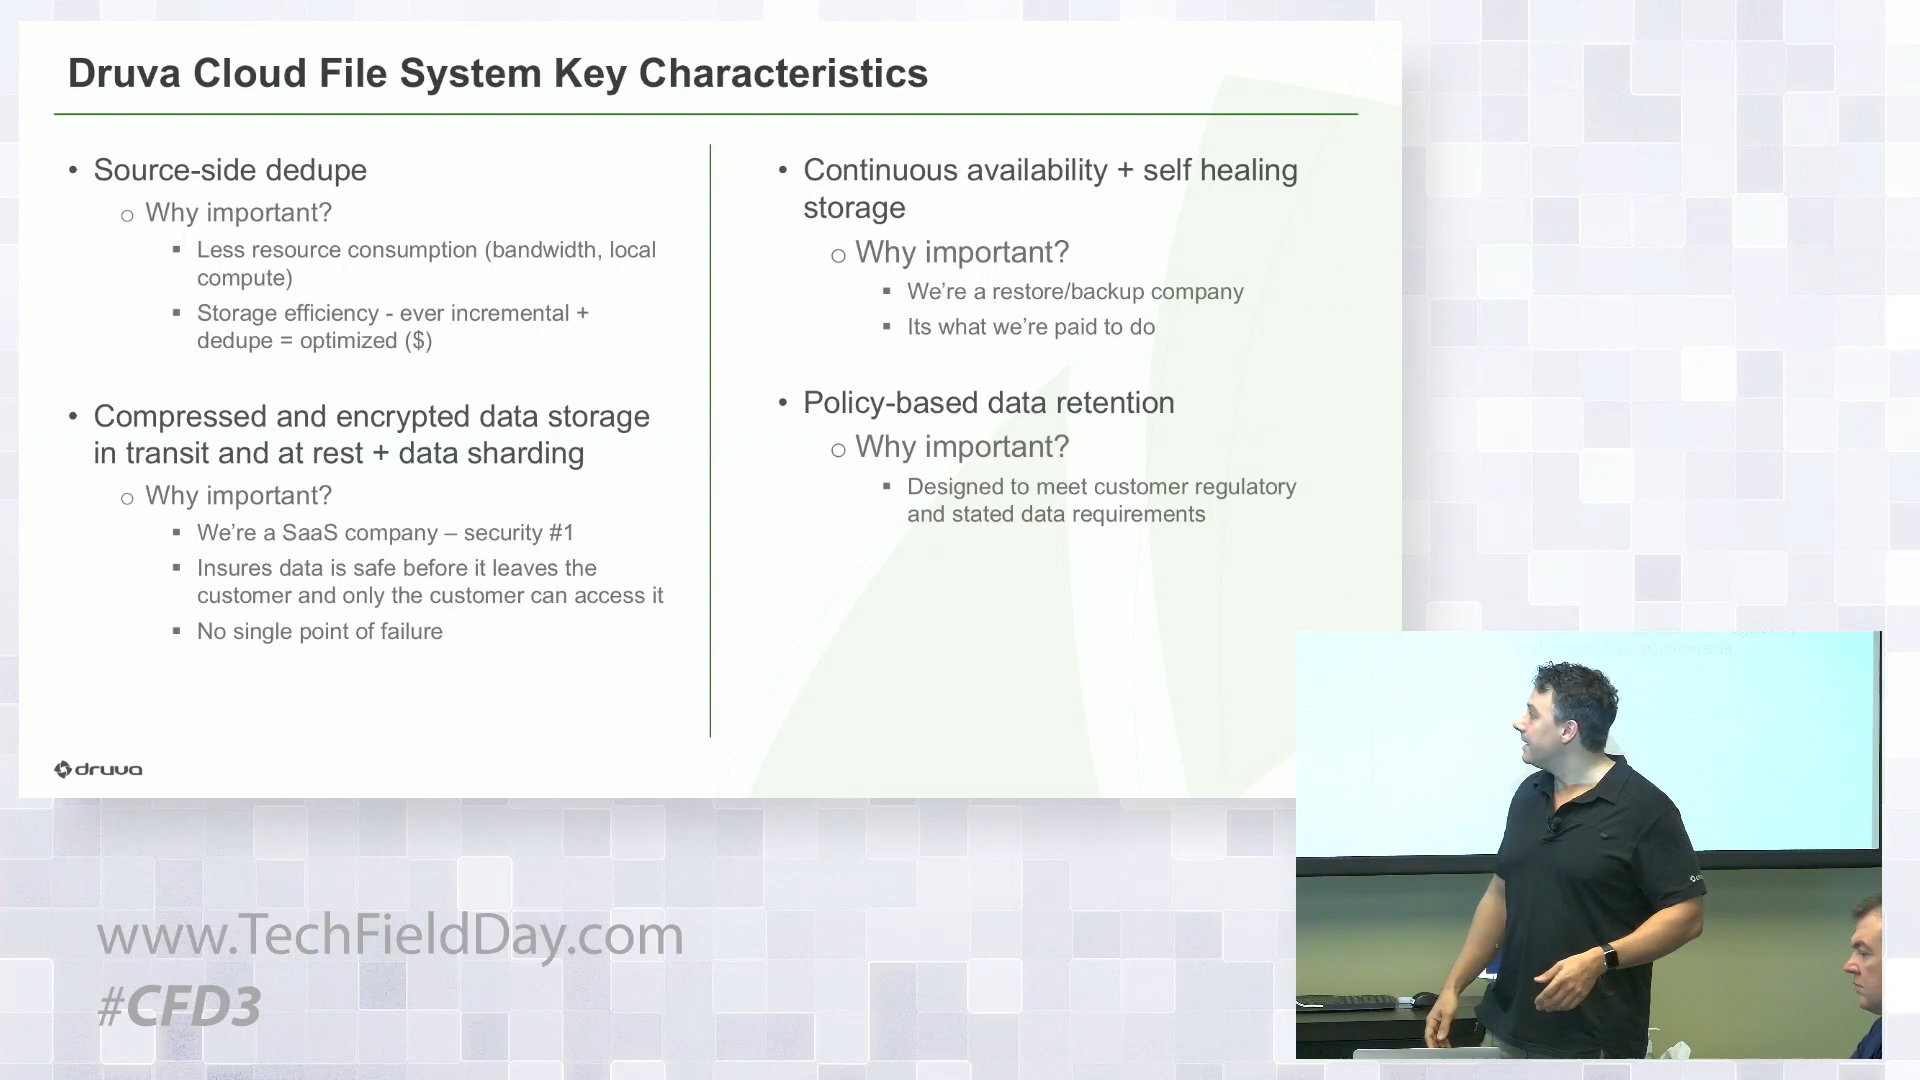 Druva Cloud File System Key Characteristics
• Source-side dedupe
o Why important?
▪ Less resource consumption (bandwidth, local
compute)
▪ Storage efficiency - ever incremental +
dedupe = optimized ($)
• Compressed and encrypted data storage
in transit and at rest + data sharding
o Why important?
▪ We’re a SaaS company – security #1
▪ Insures data is safe before it leaves the
customer and only the customer can access it
▪ No single point of failure
• Continuous availability + self healing
storage
o Why important?
▪ We’re a restore/backup company
▪ Its what we’re paid to do
• Policy-based data retention
o Why important?
▪ Designed to meet customer regulatory
and stated data requirements
druva
requirements
www.TechFieldDay.com
#CFD3